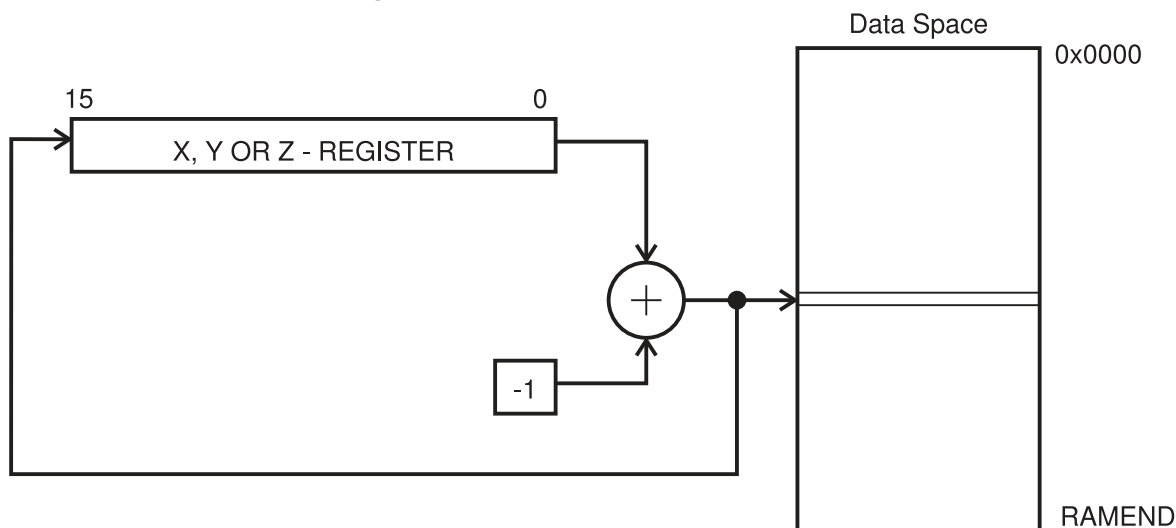 Data Space
0x0000
15
0
X, Y OR Z - REGISTER
+
-1
RAMEND